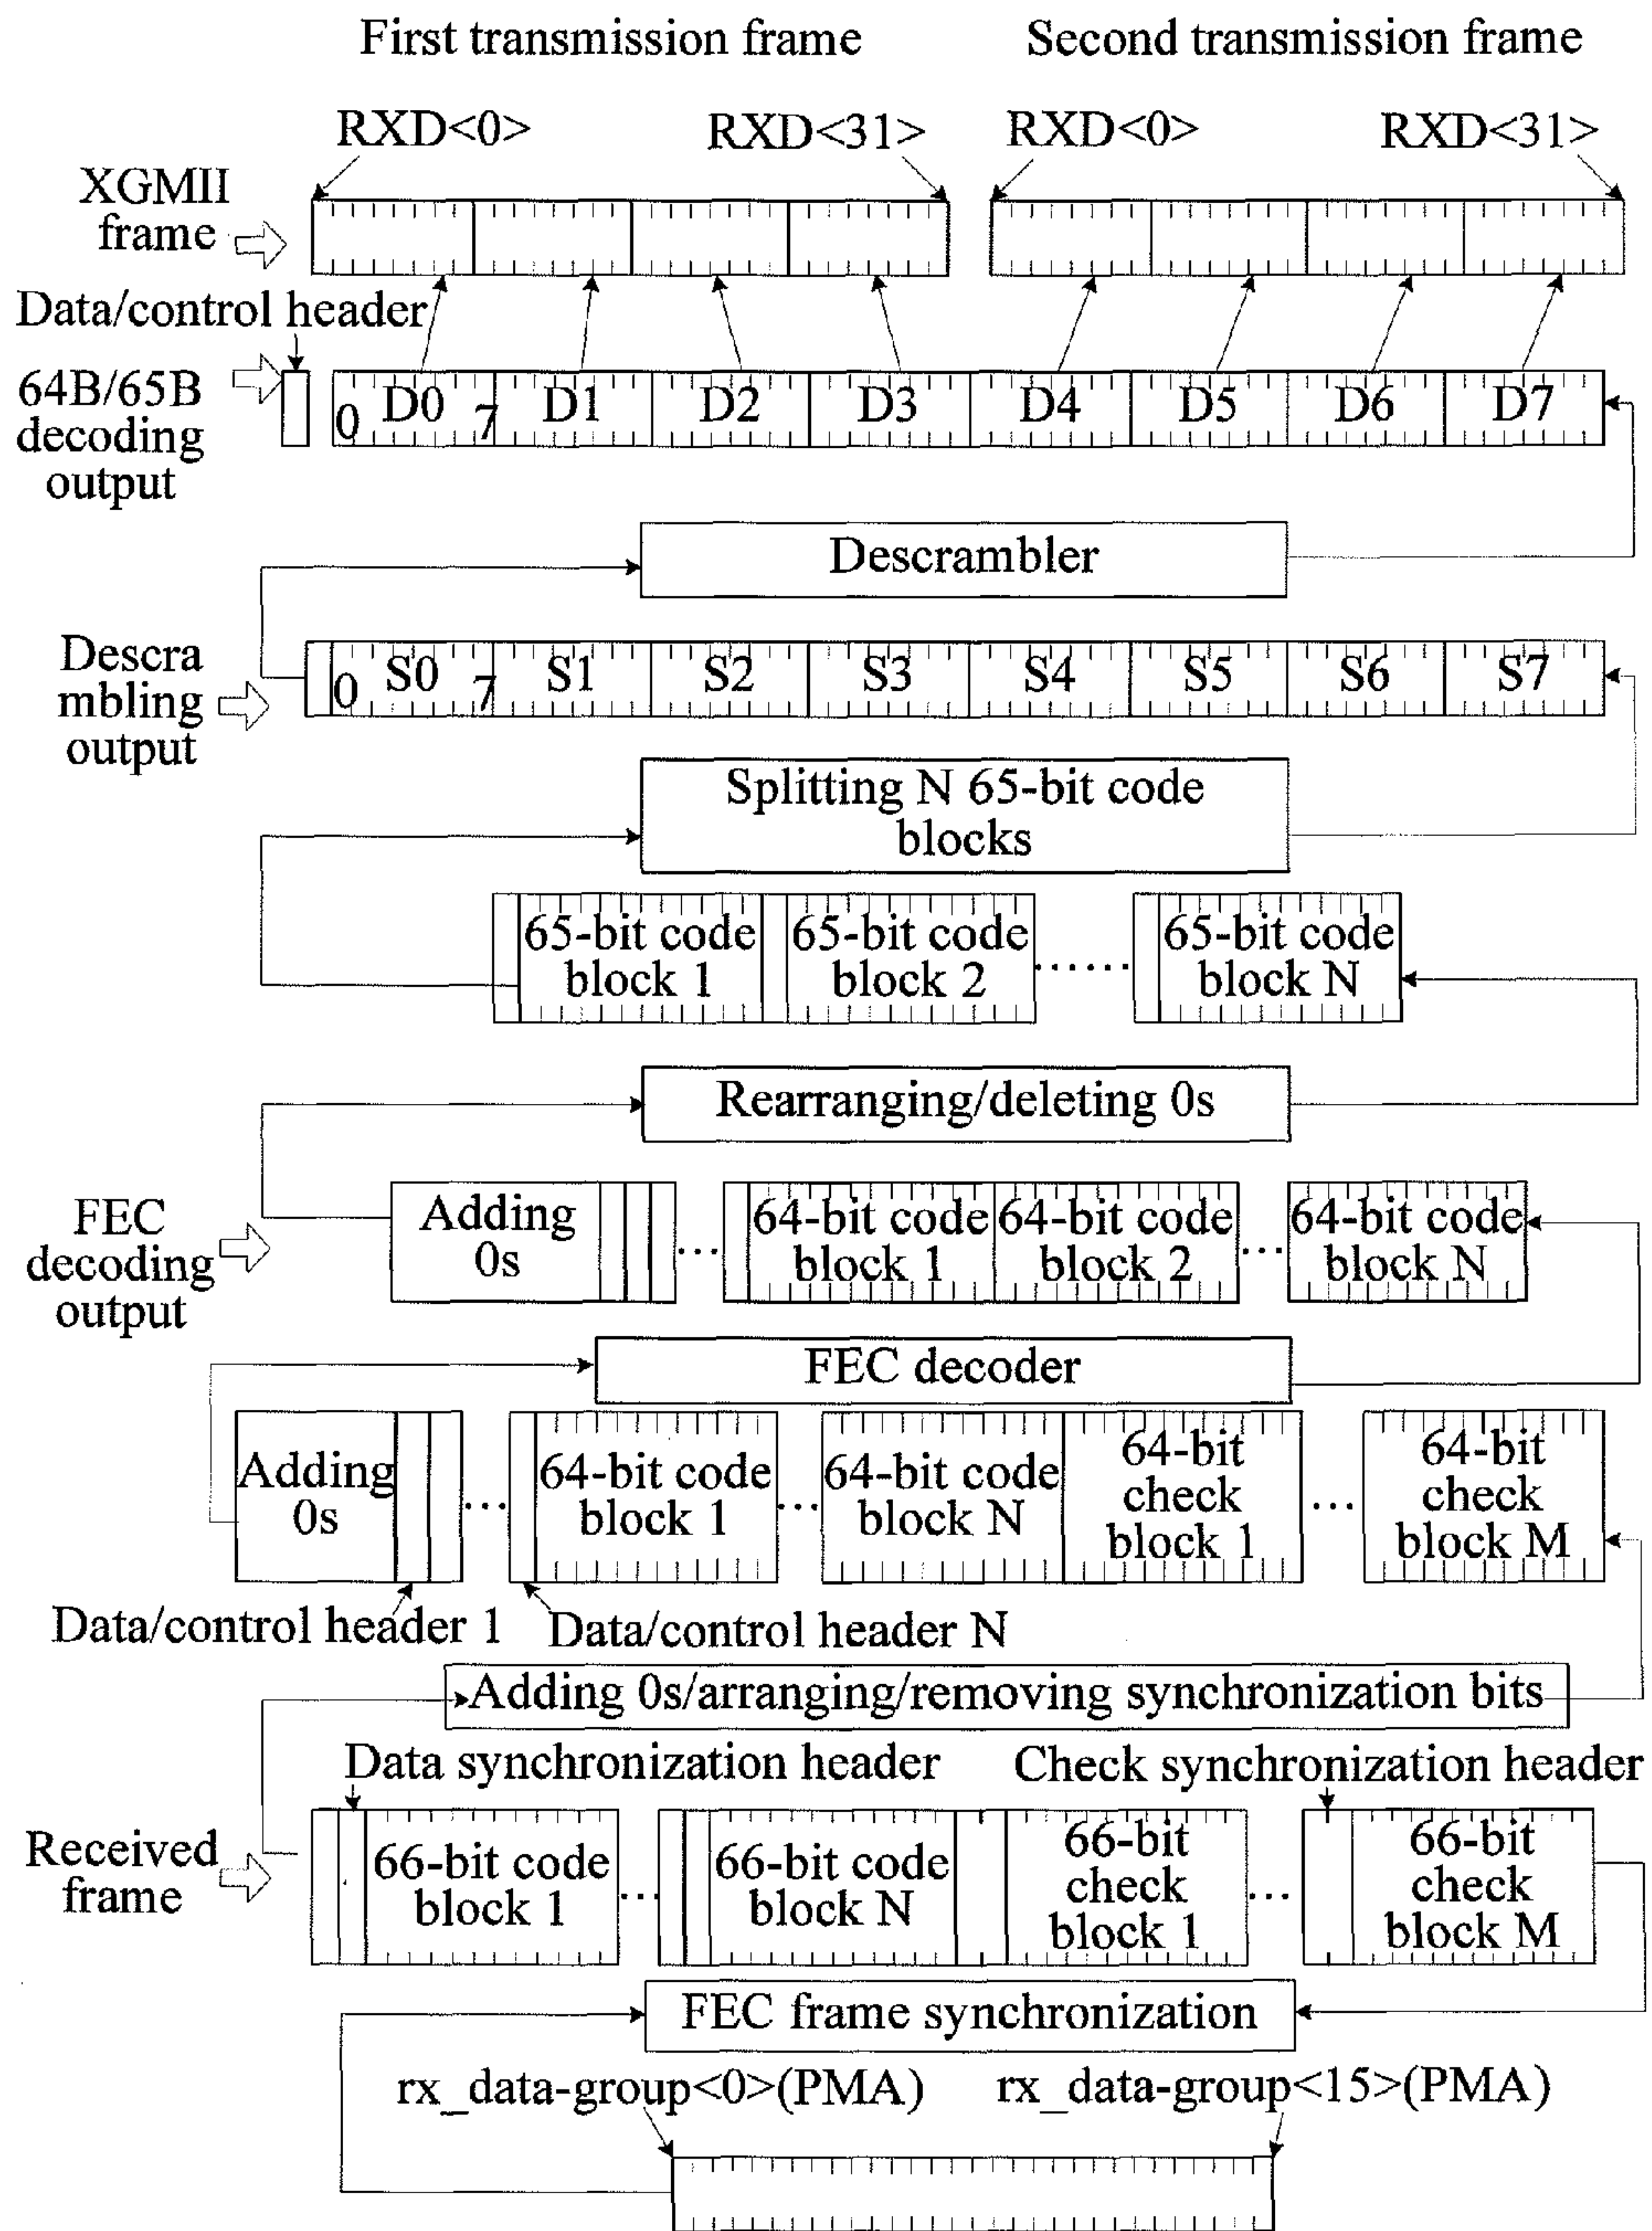 First transmission frame
Second transmission frame
RXD<0>
RXD<31>
RXD<0>
RXD<31>
XGMII
frame
Data/control header
64B/65B
decoding
output
0 D0 7
D1
D2
D3
D4
D5
D6
D7
Descrambler
Descra
mbling
output
0 S0 7
S1
S2
S3
S4
S5
S6
S7
Splitting N 65-bit code
blocks
65-bit code
block 1
65-bit code
block 2
......
65-bit code
block N
Rearranging/deleting 0s
FEC
decoding
output
Adding
0s
...
64-bit code
block 1
64-bit code
block 2
...
64-bit code
block N
FEC decoder
Adding
0s
...
64-bit code
block 1
...
64-bit code
block N
64-bit
check
block 1
...
64-bit
check
block M
Data/control header 1
Data/control header N
Adding 0s/arranging/removing synchronization bits
Data synchronization header
Check synchronization header
Received
frame
66-bit code
block 1
...
66-bit code
block N
66-bit
check
block 1
...
66-bit
check
block M
FEC frame synchronization
rx_data-group<0>(PMA)
rx_data-group<15>(PMA)